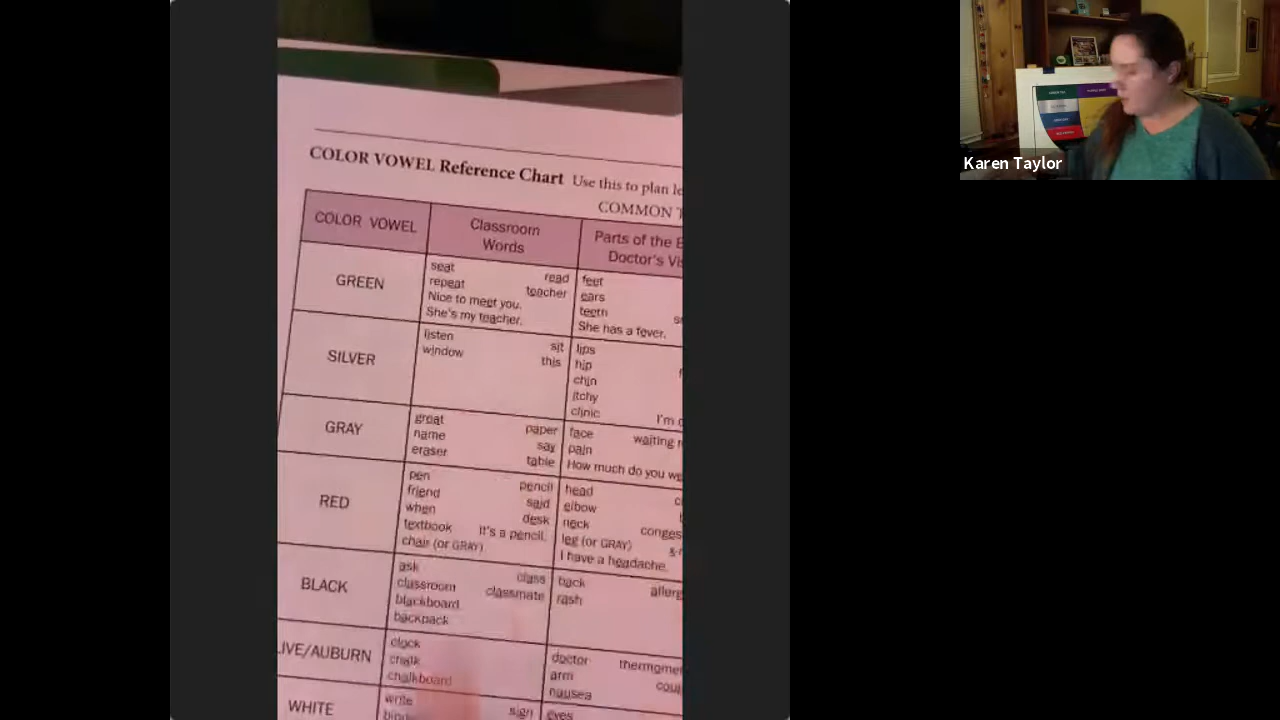 COLOR VOWEL Reference Chart Use this to plan
COMMON
COLOR VOWEL
Classroom
Words
Parts of the
Doctor's
GREEN
seat read
repeat teacher
Nice to meet you.
She's my teacher.
feet
ears
teeth
She has a fever.
SILVER
listen sit
window this
lips
hip
chin
itchy
clinic
GRAY
great paper
name say
eraser table
face waiting
pain
How much do you
RED
pen pencil
friend said
when desk
textbook It's a pencil.
chair (or GRAY)
head
elbow
neck
leg (or GRAY)
I have a headache.
BLACK
ask class
classroom classmate
blackboard
backpack
back
rash
/AUBURN
clock
chalk
chalkboard
doctor
arm
nausea
WHITE
write sign
eyes
Karen Taylor